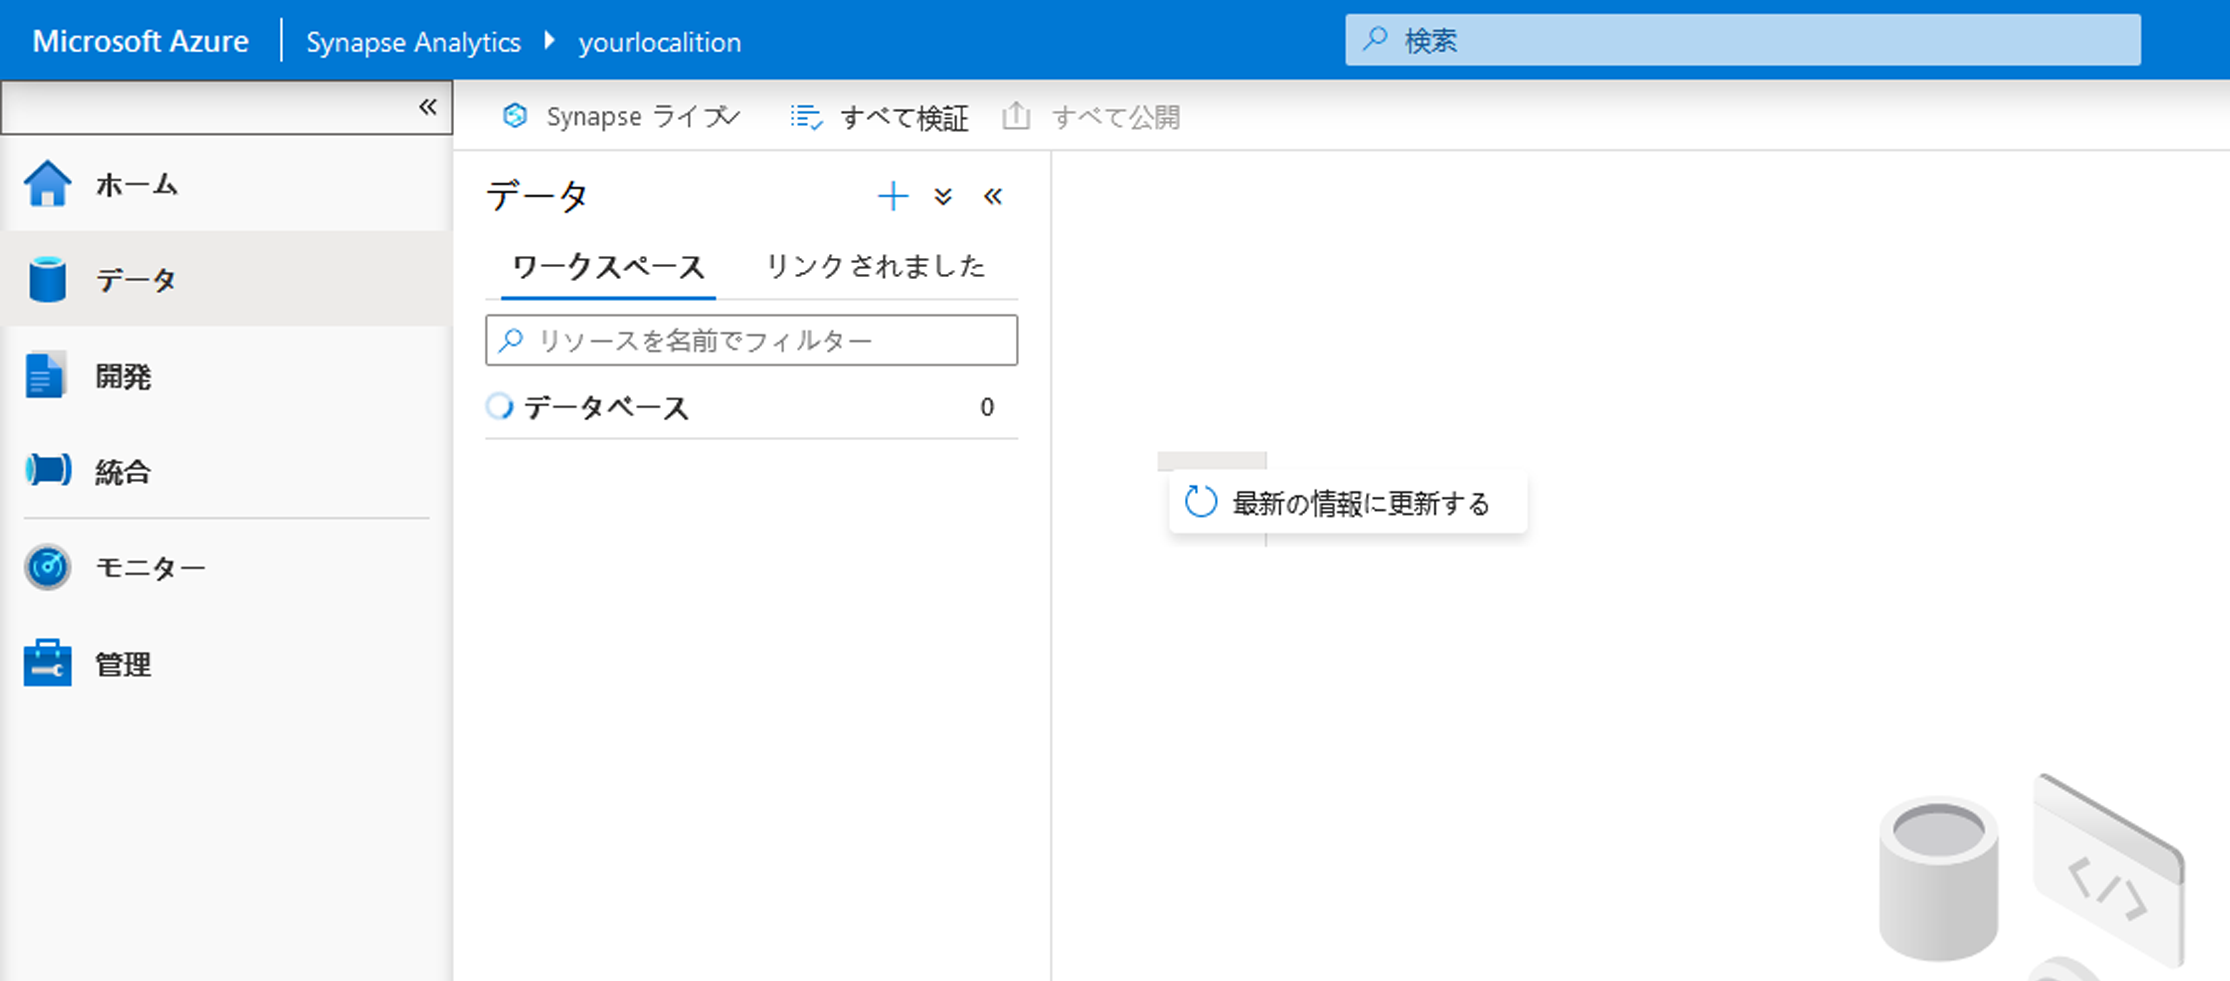 Microsoft Azure
Synapse Analytics
yourlocalition
検索
«
Synapse ライブ
すべて検証
すべて公開
ホーム
データ
開発
統合
モニター
管理
データ
ワークスペース
リンクされました
リソースを名前でフィルター
データベース 0
最新の情報に更新する